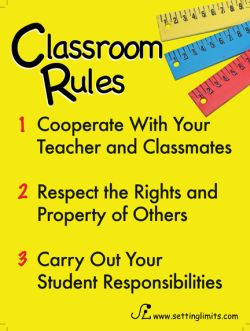 Classroom
Rules
1 Cooperate With Your
Teacher and Classmates
2 Respect the Rights and
Property of Others
3 Carry Out Your
Student Responsibilities
www.settinglimits.com